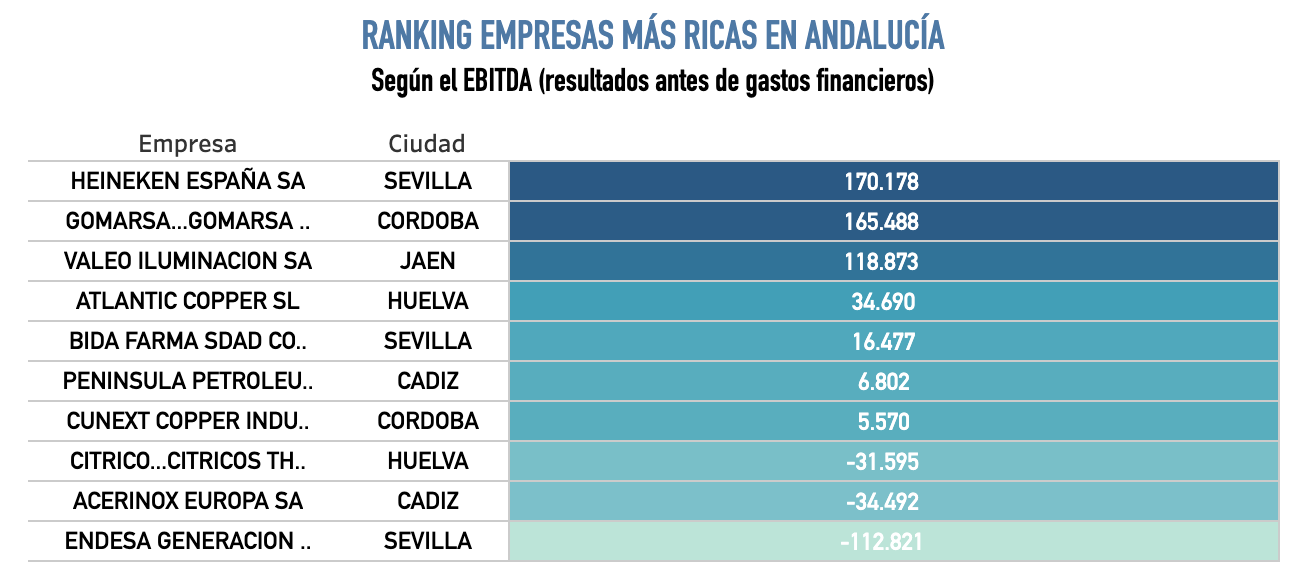 RANKING EMPRESAS MÁS RICAS EN ANDALUCÍA
Según el EBITDA (resultados antes de gastos financieros)
Empresa Ciudad
HEINEKEN ESPAÑA SA SEVILLA 170.178
GOMARSA...GOMARSA .. CORDOBA 165.488
VALEO ILUMINACION SA JAEN 118.873
ATLANTIC COPPER SL HUELVA 34.690
BIDA FARMA SDAD CO.. SEVILLA 16.477
PENINSULA PETROLEU.. CADIZ 6.802
CUNEXT COPPER INDU.. CORDOBA 5.570
CITRICO...CITRICOS TH.. HUELVA -31.595
ACERINOX EUROPA SA CADIZ -34.492
ENDESA GENERACION .. SEVILLA -112.821